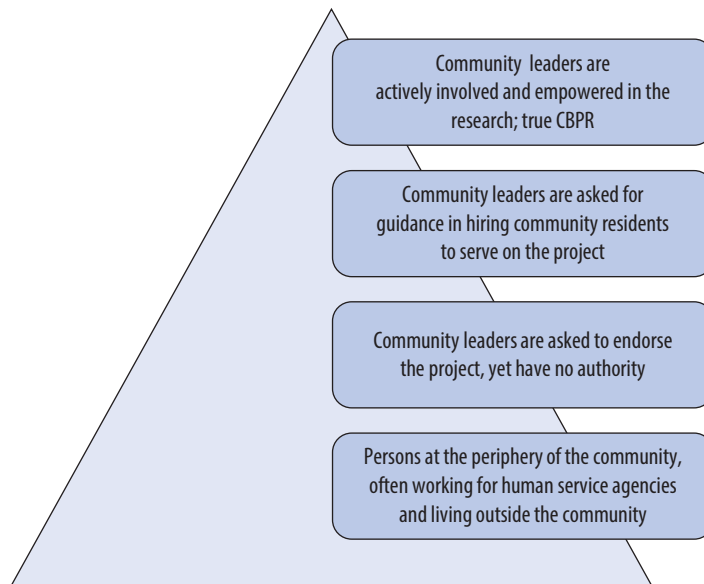 Community leaders are
actively involved and empowered in the
research; true CBPR
Community leaders are asked for
guidance in hiring community residents
to serve on the project
Community leaders are asked to endorse
the project, yet have no authority
Persons at the periphery of the community,
often working for human service agencies
and living outside the community